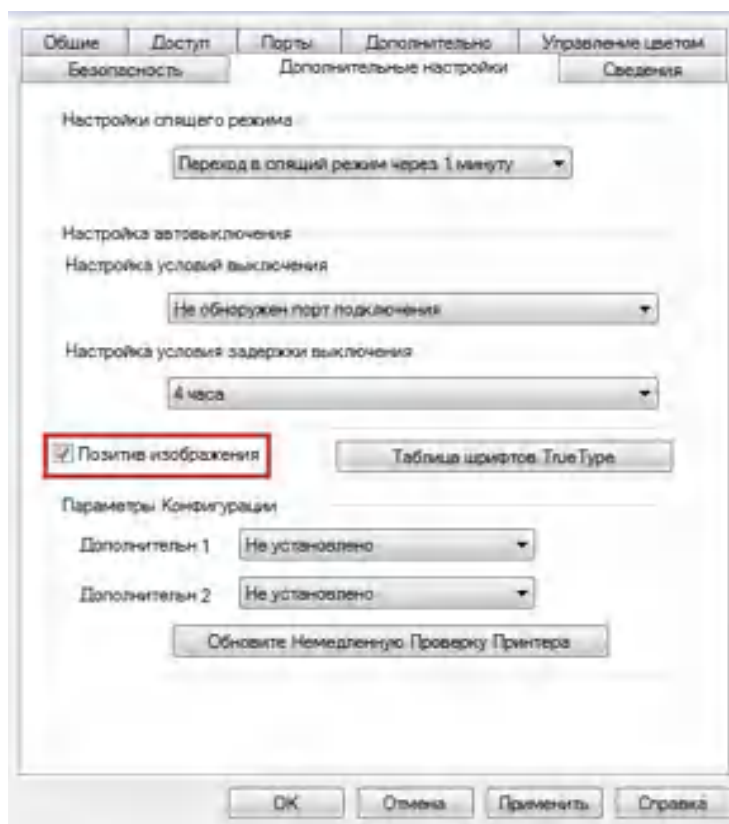 Общие Доступ Порты Дополнительно Управление цветом
Безопасность Дополнительные настройки Сведения
Настройки спящего режима
Переход в спящий режим через 1 минуту
Настройка автовыключения
Настройка условий выключения
Не обнаружен порт подключения
Настройка условия задержки выключения
4 часа
Позитив изображения Таблица шрифтов TrueType
Параметры Конфигурации
Дополнительн 1 Не установлено
Дополнительн 2 Не установлено
Обновите Немедленную Проверку Принтера
OK Отмена Применить Справка